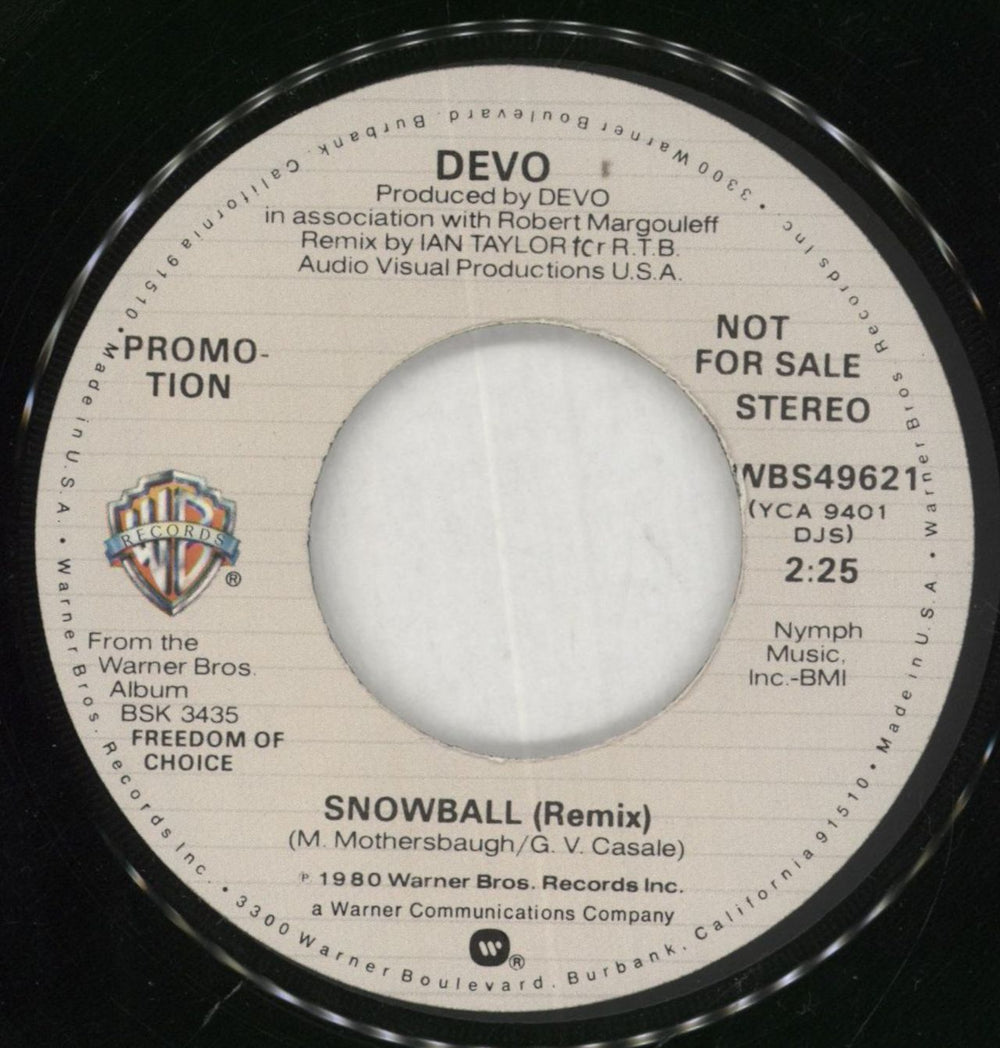 DEVO
Produced by DEVO
in association with Robert Margouleff
Remix by IAN TAYLOR for R.T.B.
Audio Visual Productions U.S.A.
PROMO-
TION
NOT
FOR SALE
STEREO
WBS49621
(YCA 9401
DJS)
2:25
Nymph
Music,
Inc.-BMI
RECORDS
®
From the
Warner Bros.
Album
BSK 3435
FREEDOM OF
CHOICE
SNOWBALL (Remix)
(M. Mothersbaugh/G. V. Casale)
℗ 1980 Warner Bros. Records Inc.
a Warner Communications Company
®
Warner Bros. Records Inc. • 3300 Warner Boulevard. Burbank. California 91510 • Made in U.S.A. •
Warner Bros Records Inc. • 3300 Warner Boulevard. Burbank. California 91510 • Made in U.S.A. •